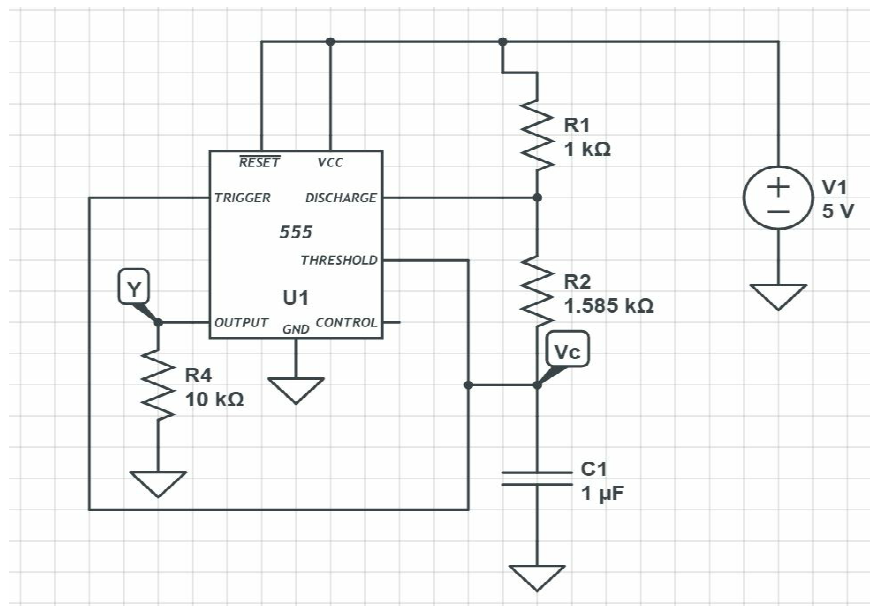 R1
1 kΩ
RESET
VCC
TRIGGER
DISCHARGE
V1
5 V
555
THRESHOLD
R2
1.585 kΩ
Y
U1
OUTPUT
GND
CONTROL
Vc
R4
10 kΩ
C1
1 µF